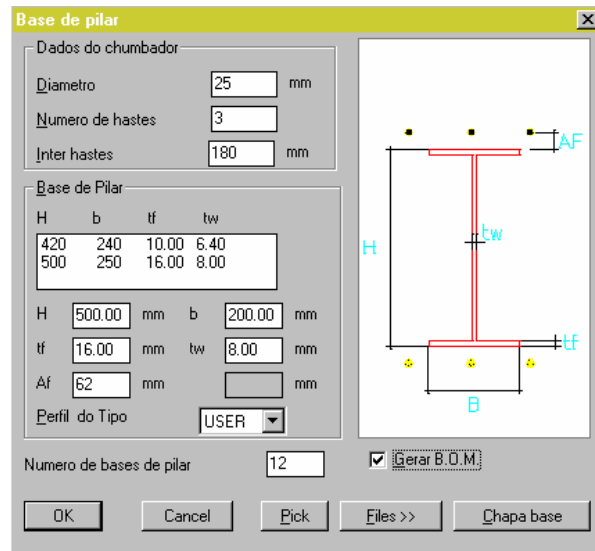 Base de pilar
Dados do chumbador
Diametro 25 mm
Numero de hastes 3
Inter hastes 180 mm
Base de Pilar
H b tf tw
420 240 10.00 6.40
500 250 16.00 8.00
H 500.00 mm b 200.00 mm
tf 16.00 mm tw 8.00 mm
Af 62 mm mm
Perfil do Tipo USER
AF
H
tw
tf
B
Numero de bases de pilar 12
Gerar B.O.M.
OK Cancel Pick Files >> Chapa base